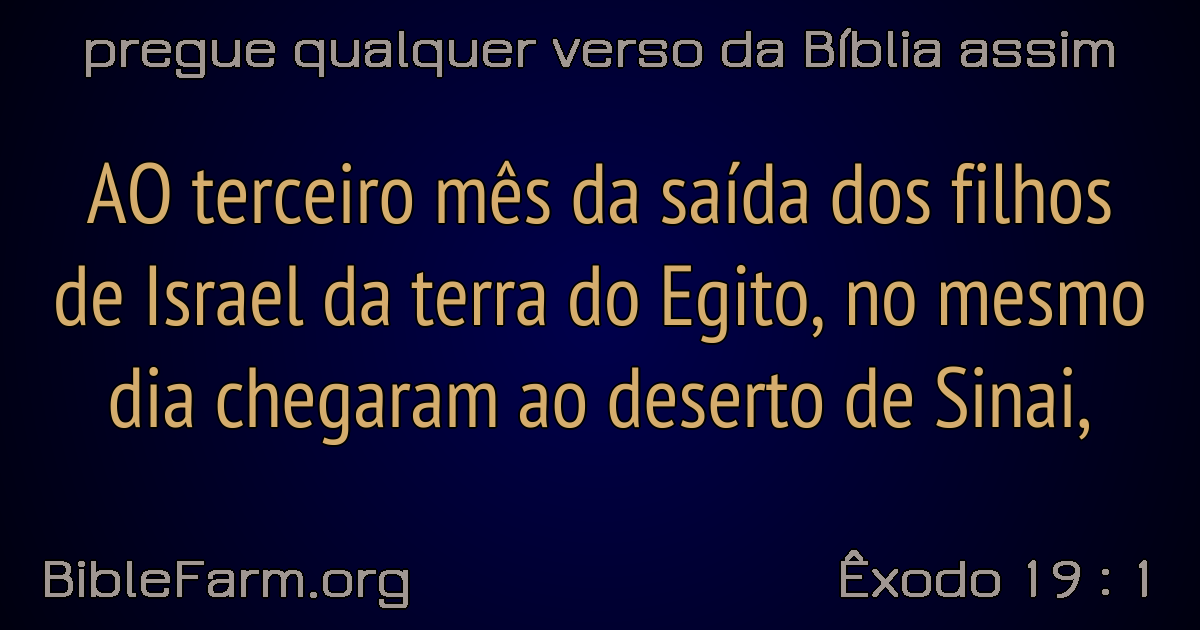 pregue qualquer verso da Bíblia assim
AO terceiro mês da saída dos filhos
de Israel da terra do Egito, no mesmo
dia chegaram ao deserto de Sinai,
BibleFarm.org
Êxodo 19 : 1